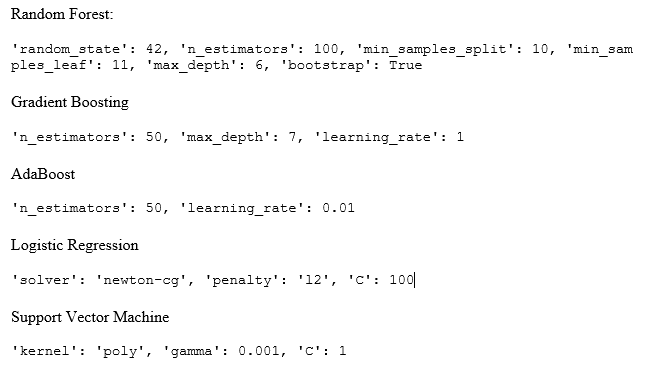 Random Forest:
'random_state': 42, 'n_estimators': 100, 'min_samples_split': 10, 'min_sam
ples_leaf': 11, 'max_depth': 6, 'bootstrap': True
Gradient Boosting
'n_estimators': 50, 'max_depth': 7, 'learning_rate': 1
AdaBoost
'n_estimators': 50, 'learning_rate': 0.01
Logistic Regression
'solver': 'newton-cg', 'penalty': 'l2', 'C': 100
Support Vector Machine
'kernel': 'poly', 'gamma': 0.001, 'C': 1